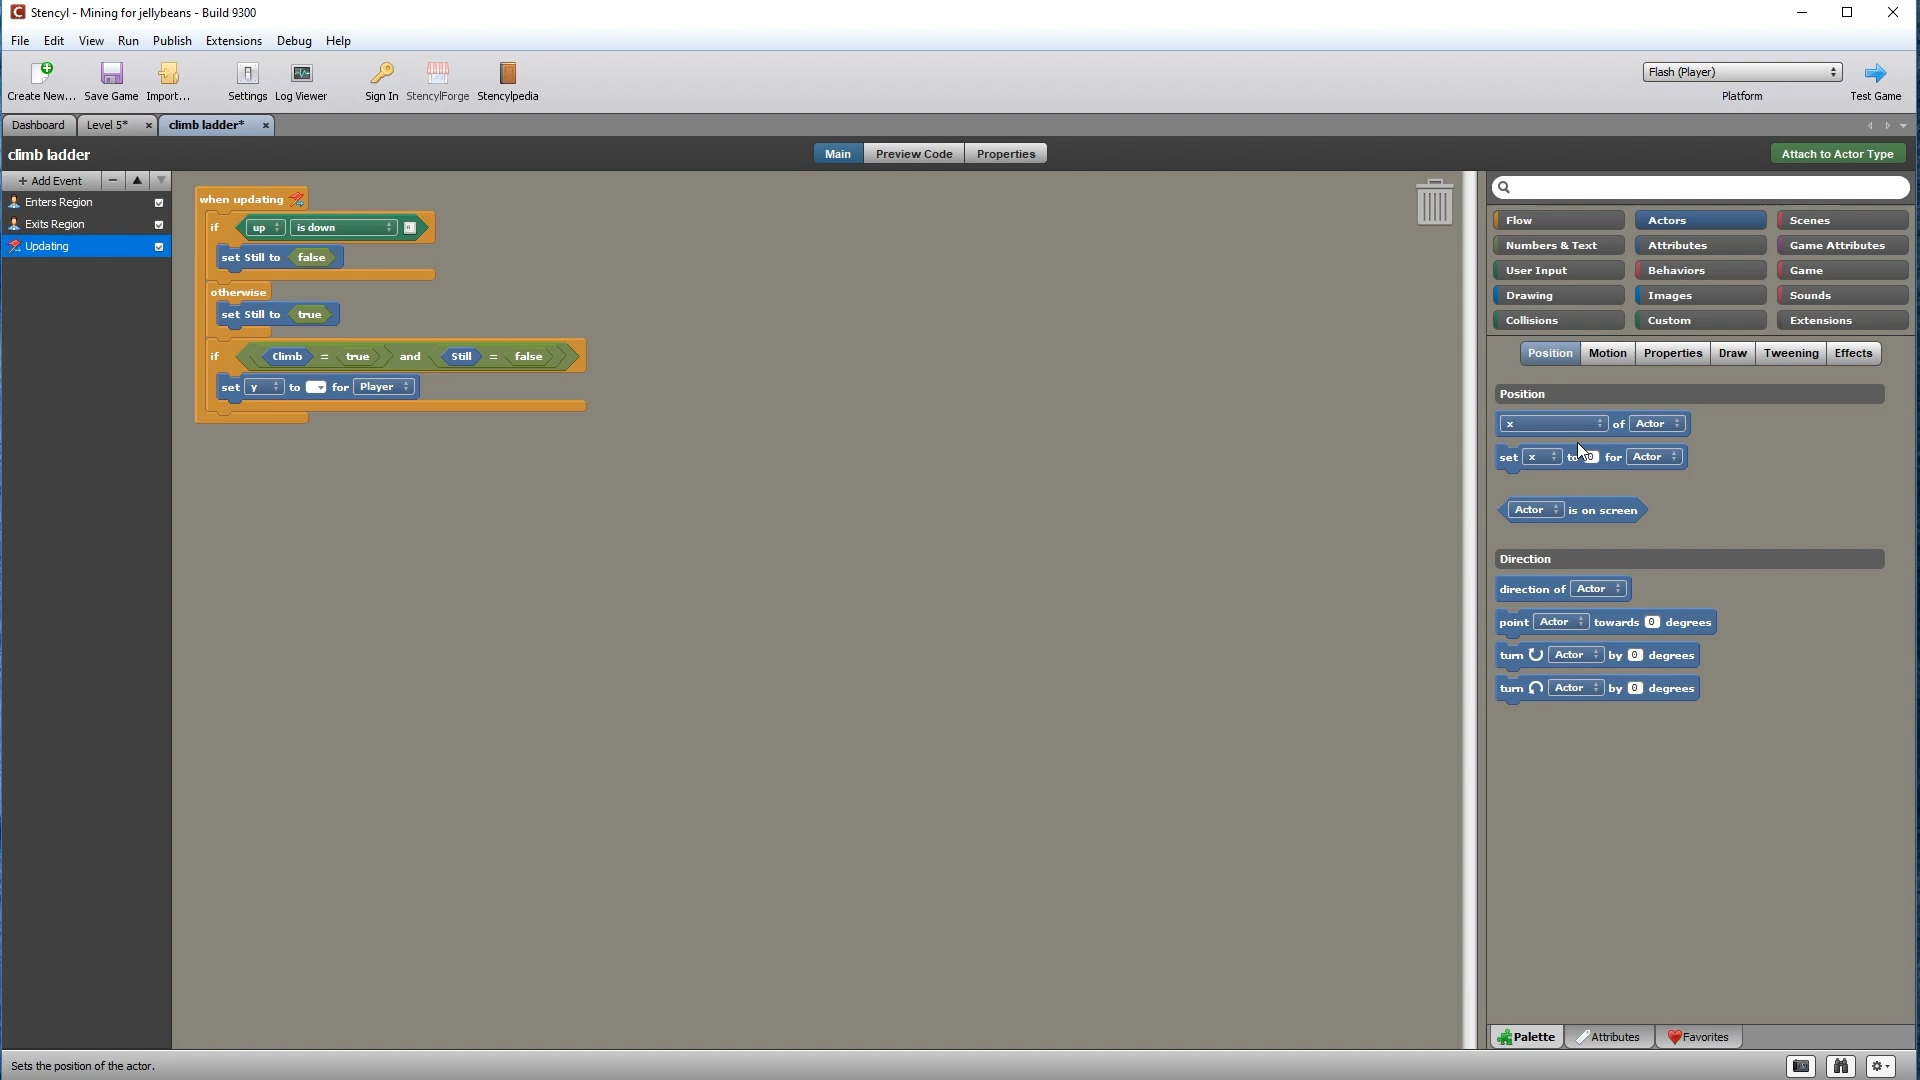 Stencyl - Mining for jellybeans - Build 9300
File Edit View Run Publish Extensions Debug Help
Create New... Save Game Import... Settings Log Viewer Sign In StencylForge Stencylpedia
Flash (Player)
Platform
Test Game
Dashboard Level 5* climb ladder*
climb ladder
Main Preview Code Properties
Attach to Actor Type
+ Add Event
Enters Region
Exits Region
Updating
when updating
if up is down
set Still to false
otherwise
set Still to true
if Climb = true and Still = false
set y to for Player
Flow Actors Scenes
Numbers & Text Attributes Game Attributes
User Input Behaviors Game
Drawing Images Sounds
Collisions Custom Extensions
Position Motion Properties Draw Tweening Effects
Position
x of Actor
set x to 0 for Actor
Actor is on screen
Direction
direction of Actor
point Actor towards 0 degrees
turn Actor by 0 degrees
turn Actor by 0 degrees
Palette Attributes Favorites
Sets the position of the actor.